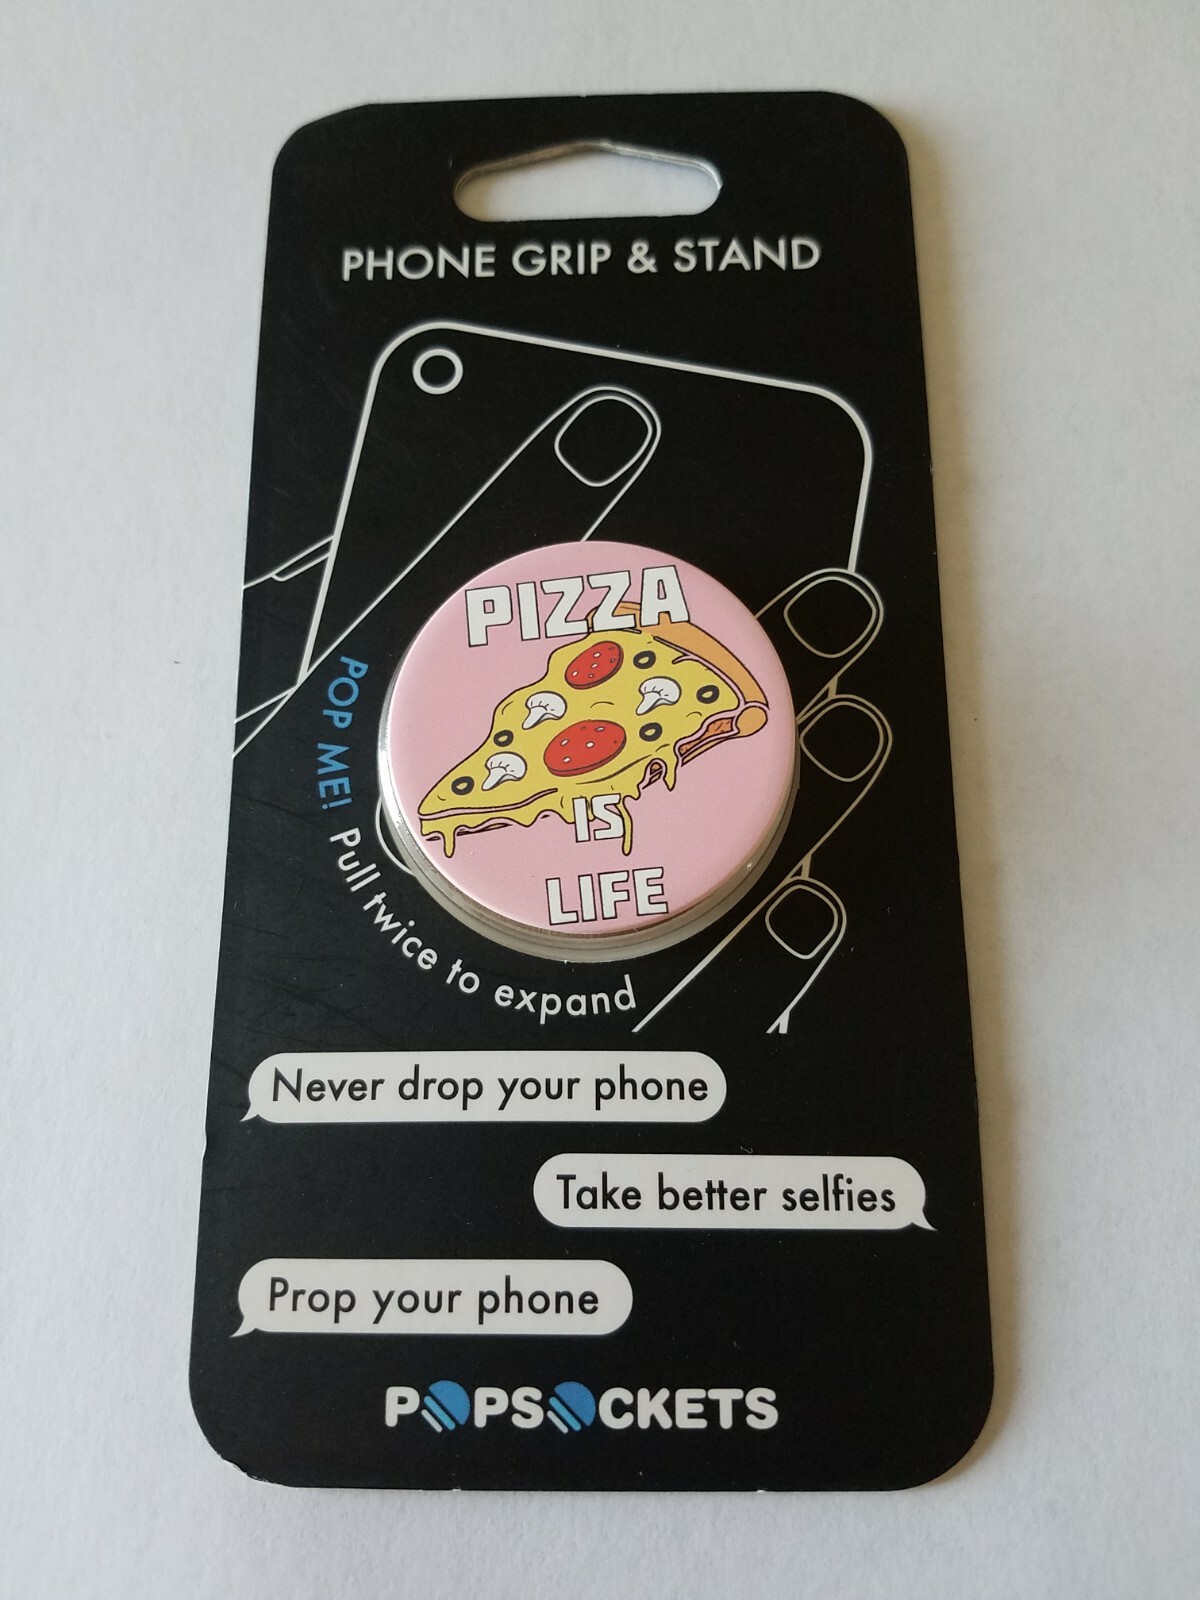 PHONE GRIP & STAND
PIZZA
IS
LIFE
POP ME! Pull twice to expand
Never drop your phone
Take better selfies
Prop your phone
POPSOCKETS